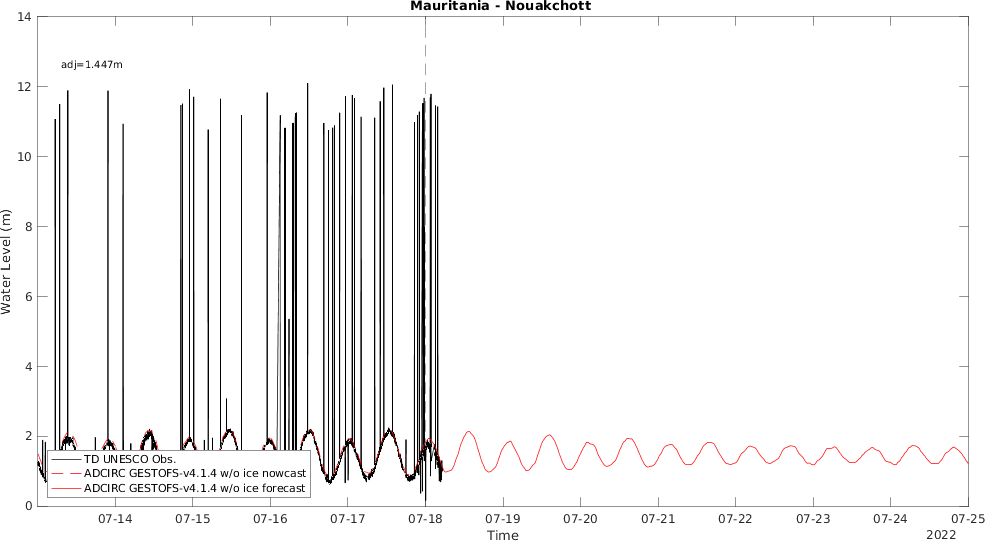 Mauritania - Nouakchott
14
adj=1.447m
12
10
8
6
4
2
0
Water Level (m)
TD UNESCO Obs.
ADCIRC GESTOFS-v4.1.4 w/o ice nowcast
ADCIRC GESTOFS-v4.1.4 w/o ice forecast
07-14 07-15 07-16 07-17 07-18 07-19 07-20 07-21 07-22 07-23 07-24 07-25
Time
2022